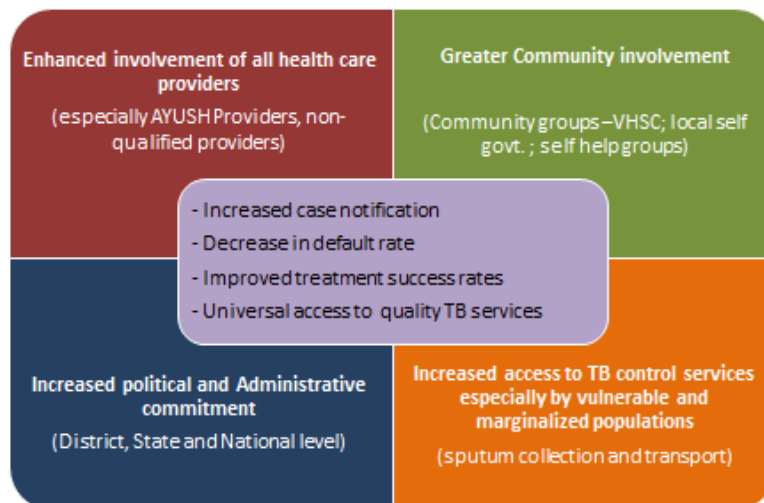 Enhanced involvement of all health care
providers
(especially AYUSH Providers, non-
qualified providers)
Greater Community involvement
(Community groups –VHSC; local self
govt. ; self help groups)
- Increased case notification
- Decrease in default rate
- Improved treatment success rates
- Universal access to quality TB services
Increased political and Administrative
commitment
(District, State and National level)
Increased access to TB control services
especially by vulnerable and
marginalized populations
(sputum collection and transport)